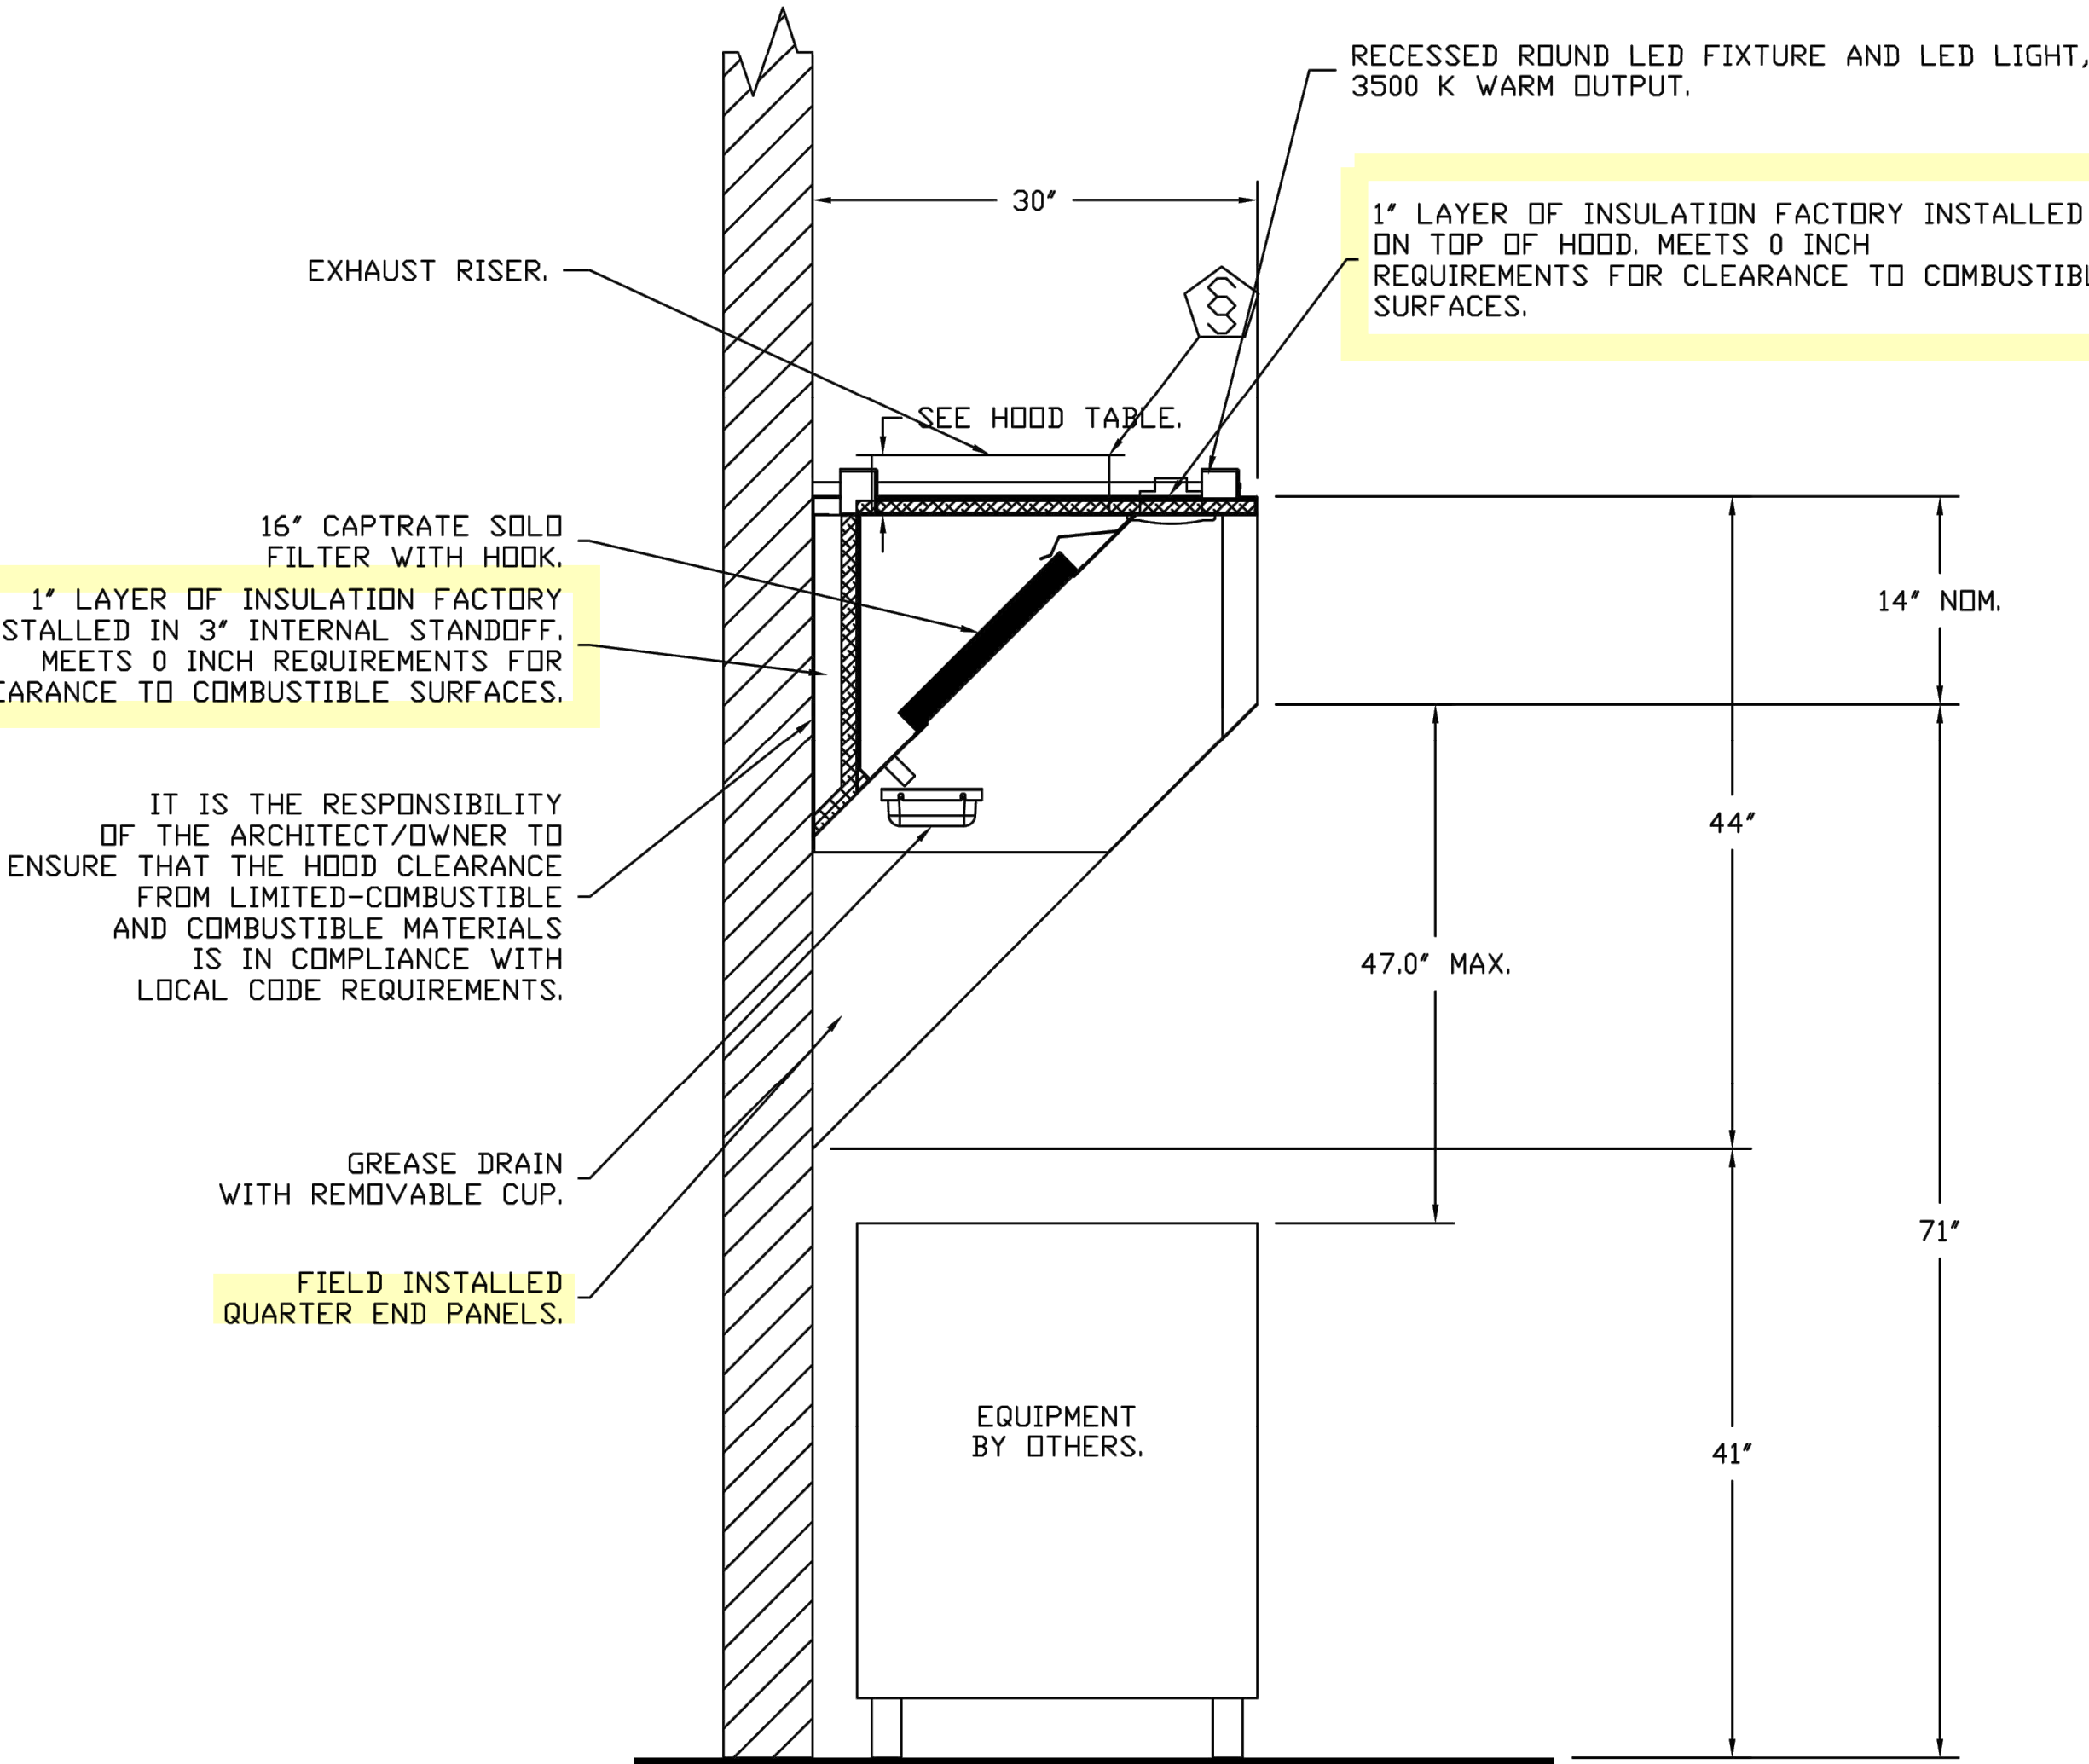 RECESSED ROUND LED FIXTURE AND LED LIGHT,
3500 K WARM OUTPUT.
30"
1" LAYER OF INSULATION FACTORY INSTALLED
ON TOP OF HOOD. MEETS 0 INCH
REQUIREMENTS FOR CLEARANCE TO
SURFACES.
EXHAUST RISER.
SEE HOOD TABLE.
16" CAPTRATE SOLO
FILTER WITH HOOK.
1" LAYER OF INSULATION FACTORY
IN 3" INTERNAL STANDOFF.
MEETS 0 INCH REQUIREMENTS FOR
TO COMBUSTIBLE SURFACES.
14" NOM.
IT IS THE RESPONSIBILITY
OF THE ARCHITECT/OWNER TO
ENSURE THAT THE HOOD CLEARANCE
FROM LIMITED-COMBUSTIBLE
AND COMBUSTIBLE MATERIALS
IS IN COMPLIANCE WITH
LOCAL CODE REQUIREMENTS.
44"
47.0" MAX.
GREASE DRAIN
WITH REMOVABLE CUP.
71"
FIELD INSTALLED
QUARTER END PANELS.
EQUIPMENT
BY OTHERS.
41"